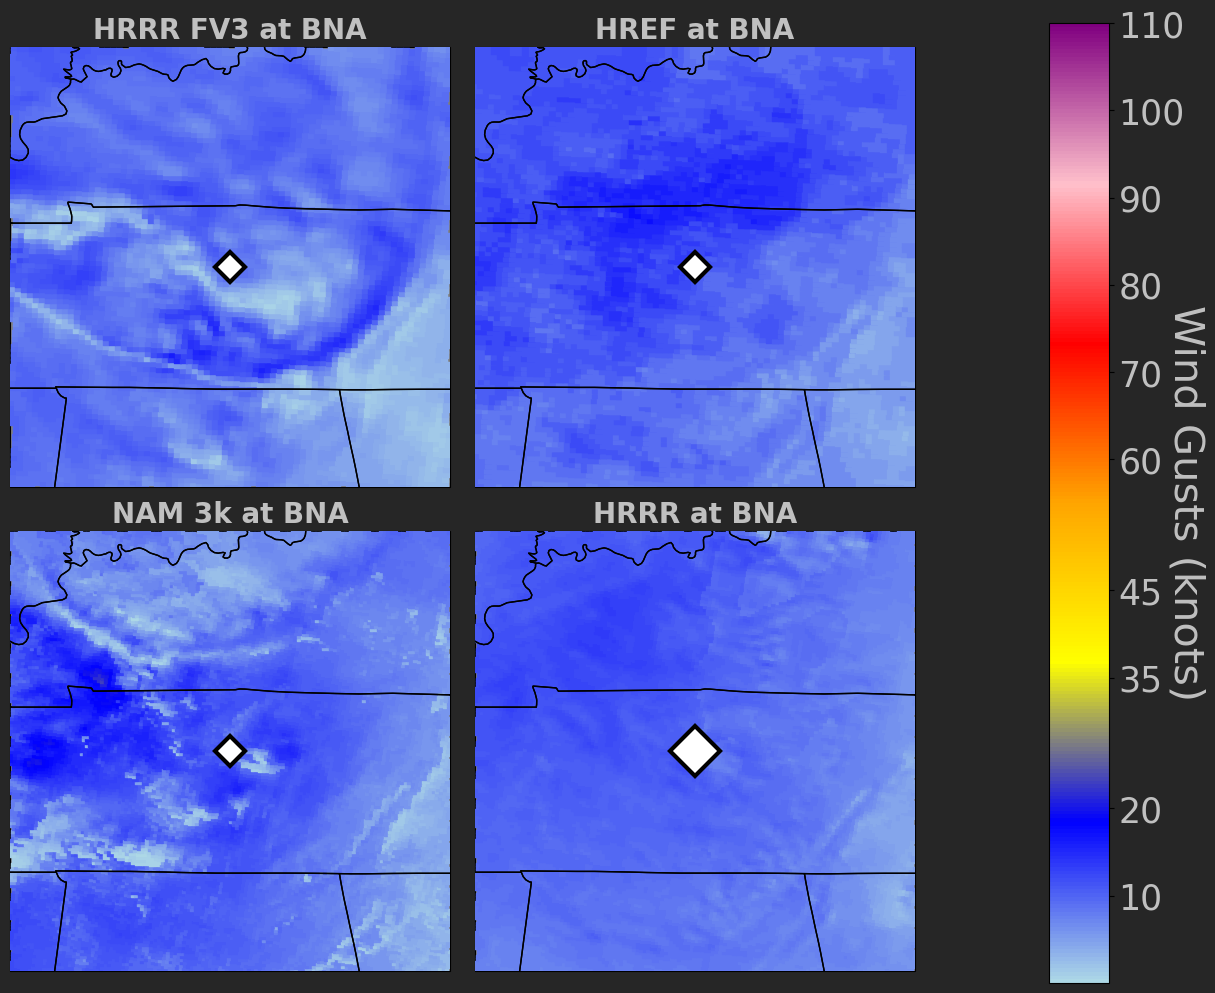 HRRR FV3 at BNA
HREF at BNA
NAM 3k at BNA
HRRR at BNA
110
100
90
80
70
60
45
35
20
10
Wind Gusts (knots)